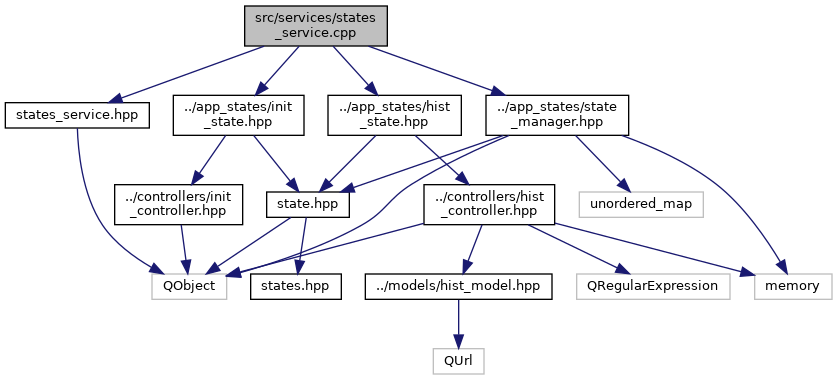 src/services/states
_service.cpp
states_service.hpp
../app_states/init
_state.hpp
../app_states/hist
_state.hpp
../app_states/state
_manager.hpp
../controllers/init
_controller.hpp
state.hpp
../controllers/hist
_controller.hpp
unordered_map
QObject
states.hpp
../models/hist_model.hpp
QRegularExpression
memory
QUrl